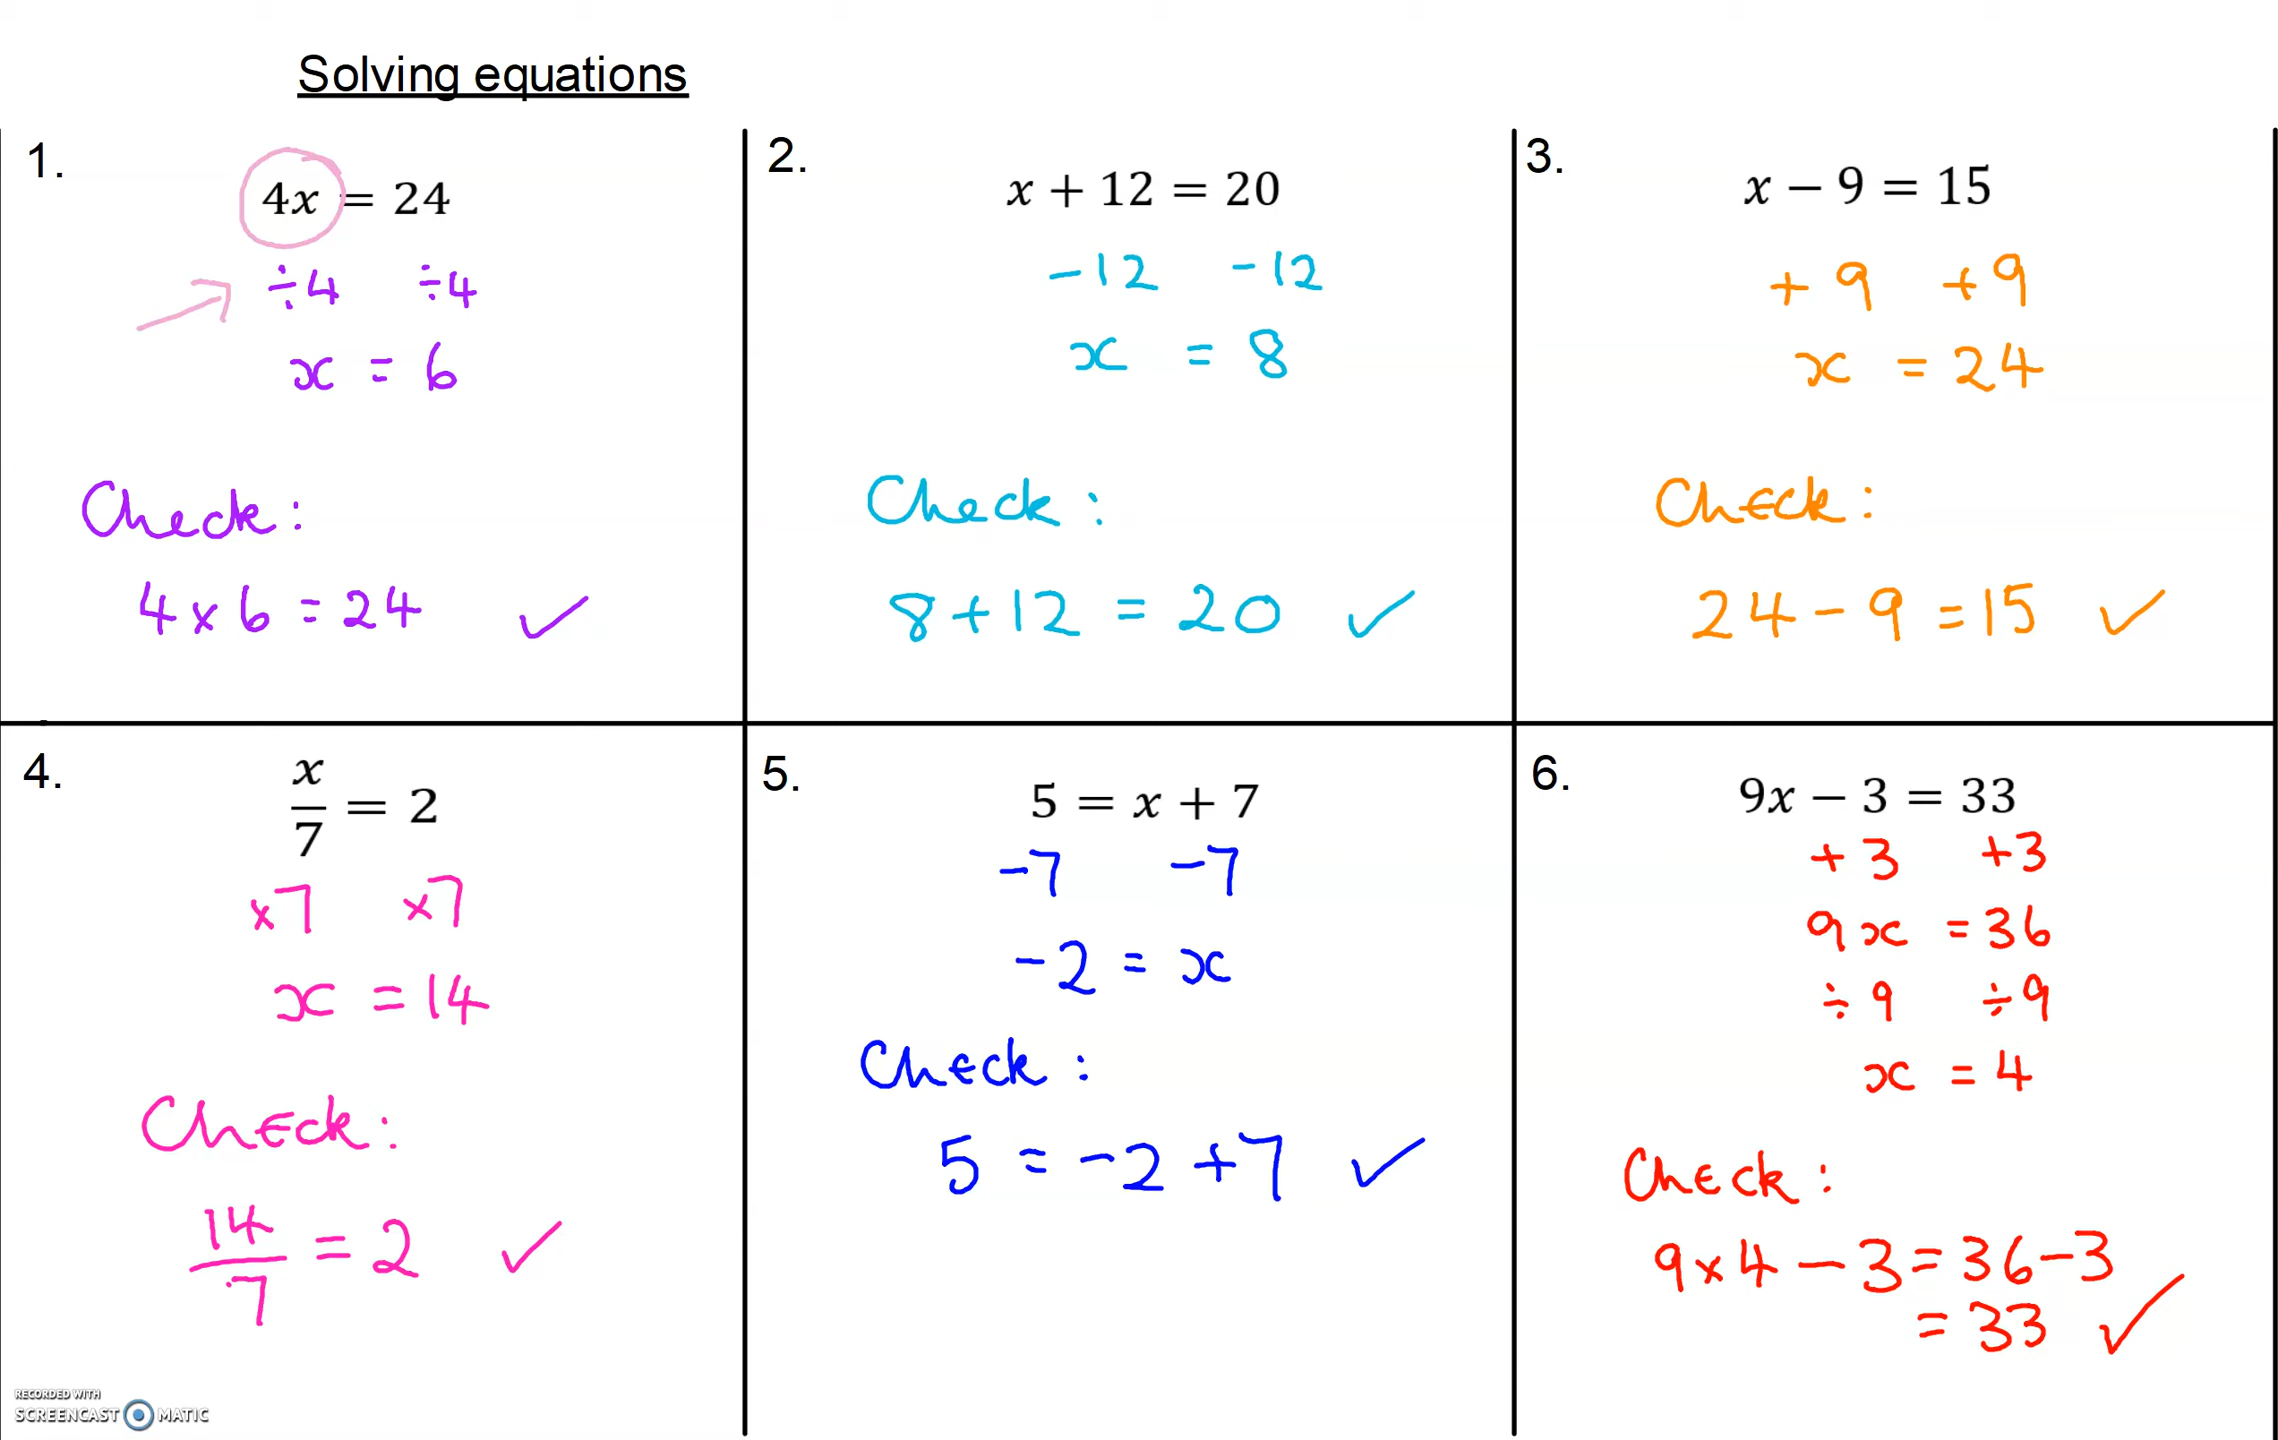 Solving equations
1.
4x = 24
÷4 ÷4
x = 6
Check:
4 × 6 = 24 ✓
2.
x + 12 = 20
-12 -12
x = 8
Check:
8 + 12 = 20 ✓
3.
x − 9 = 15
+9 +9
x = 24
Check:
24 − 9 = 15 ✓
4.
x/7 = 2
×7 ×7
x = 14
Check:
14/7 = 2 ✓
5.
5 = x + 7
-7 -7
-2 = x
Check:
5 = -2 + 7 ✓
6.
9x − 3 = 33
+3 +3
9x = 36
÷9 ÷9
x = 4
Check:
9 × 4 − 3 = 36 − 3
= 33 ✓
RECORDED WITH
SCREENCAST MATIC